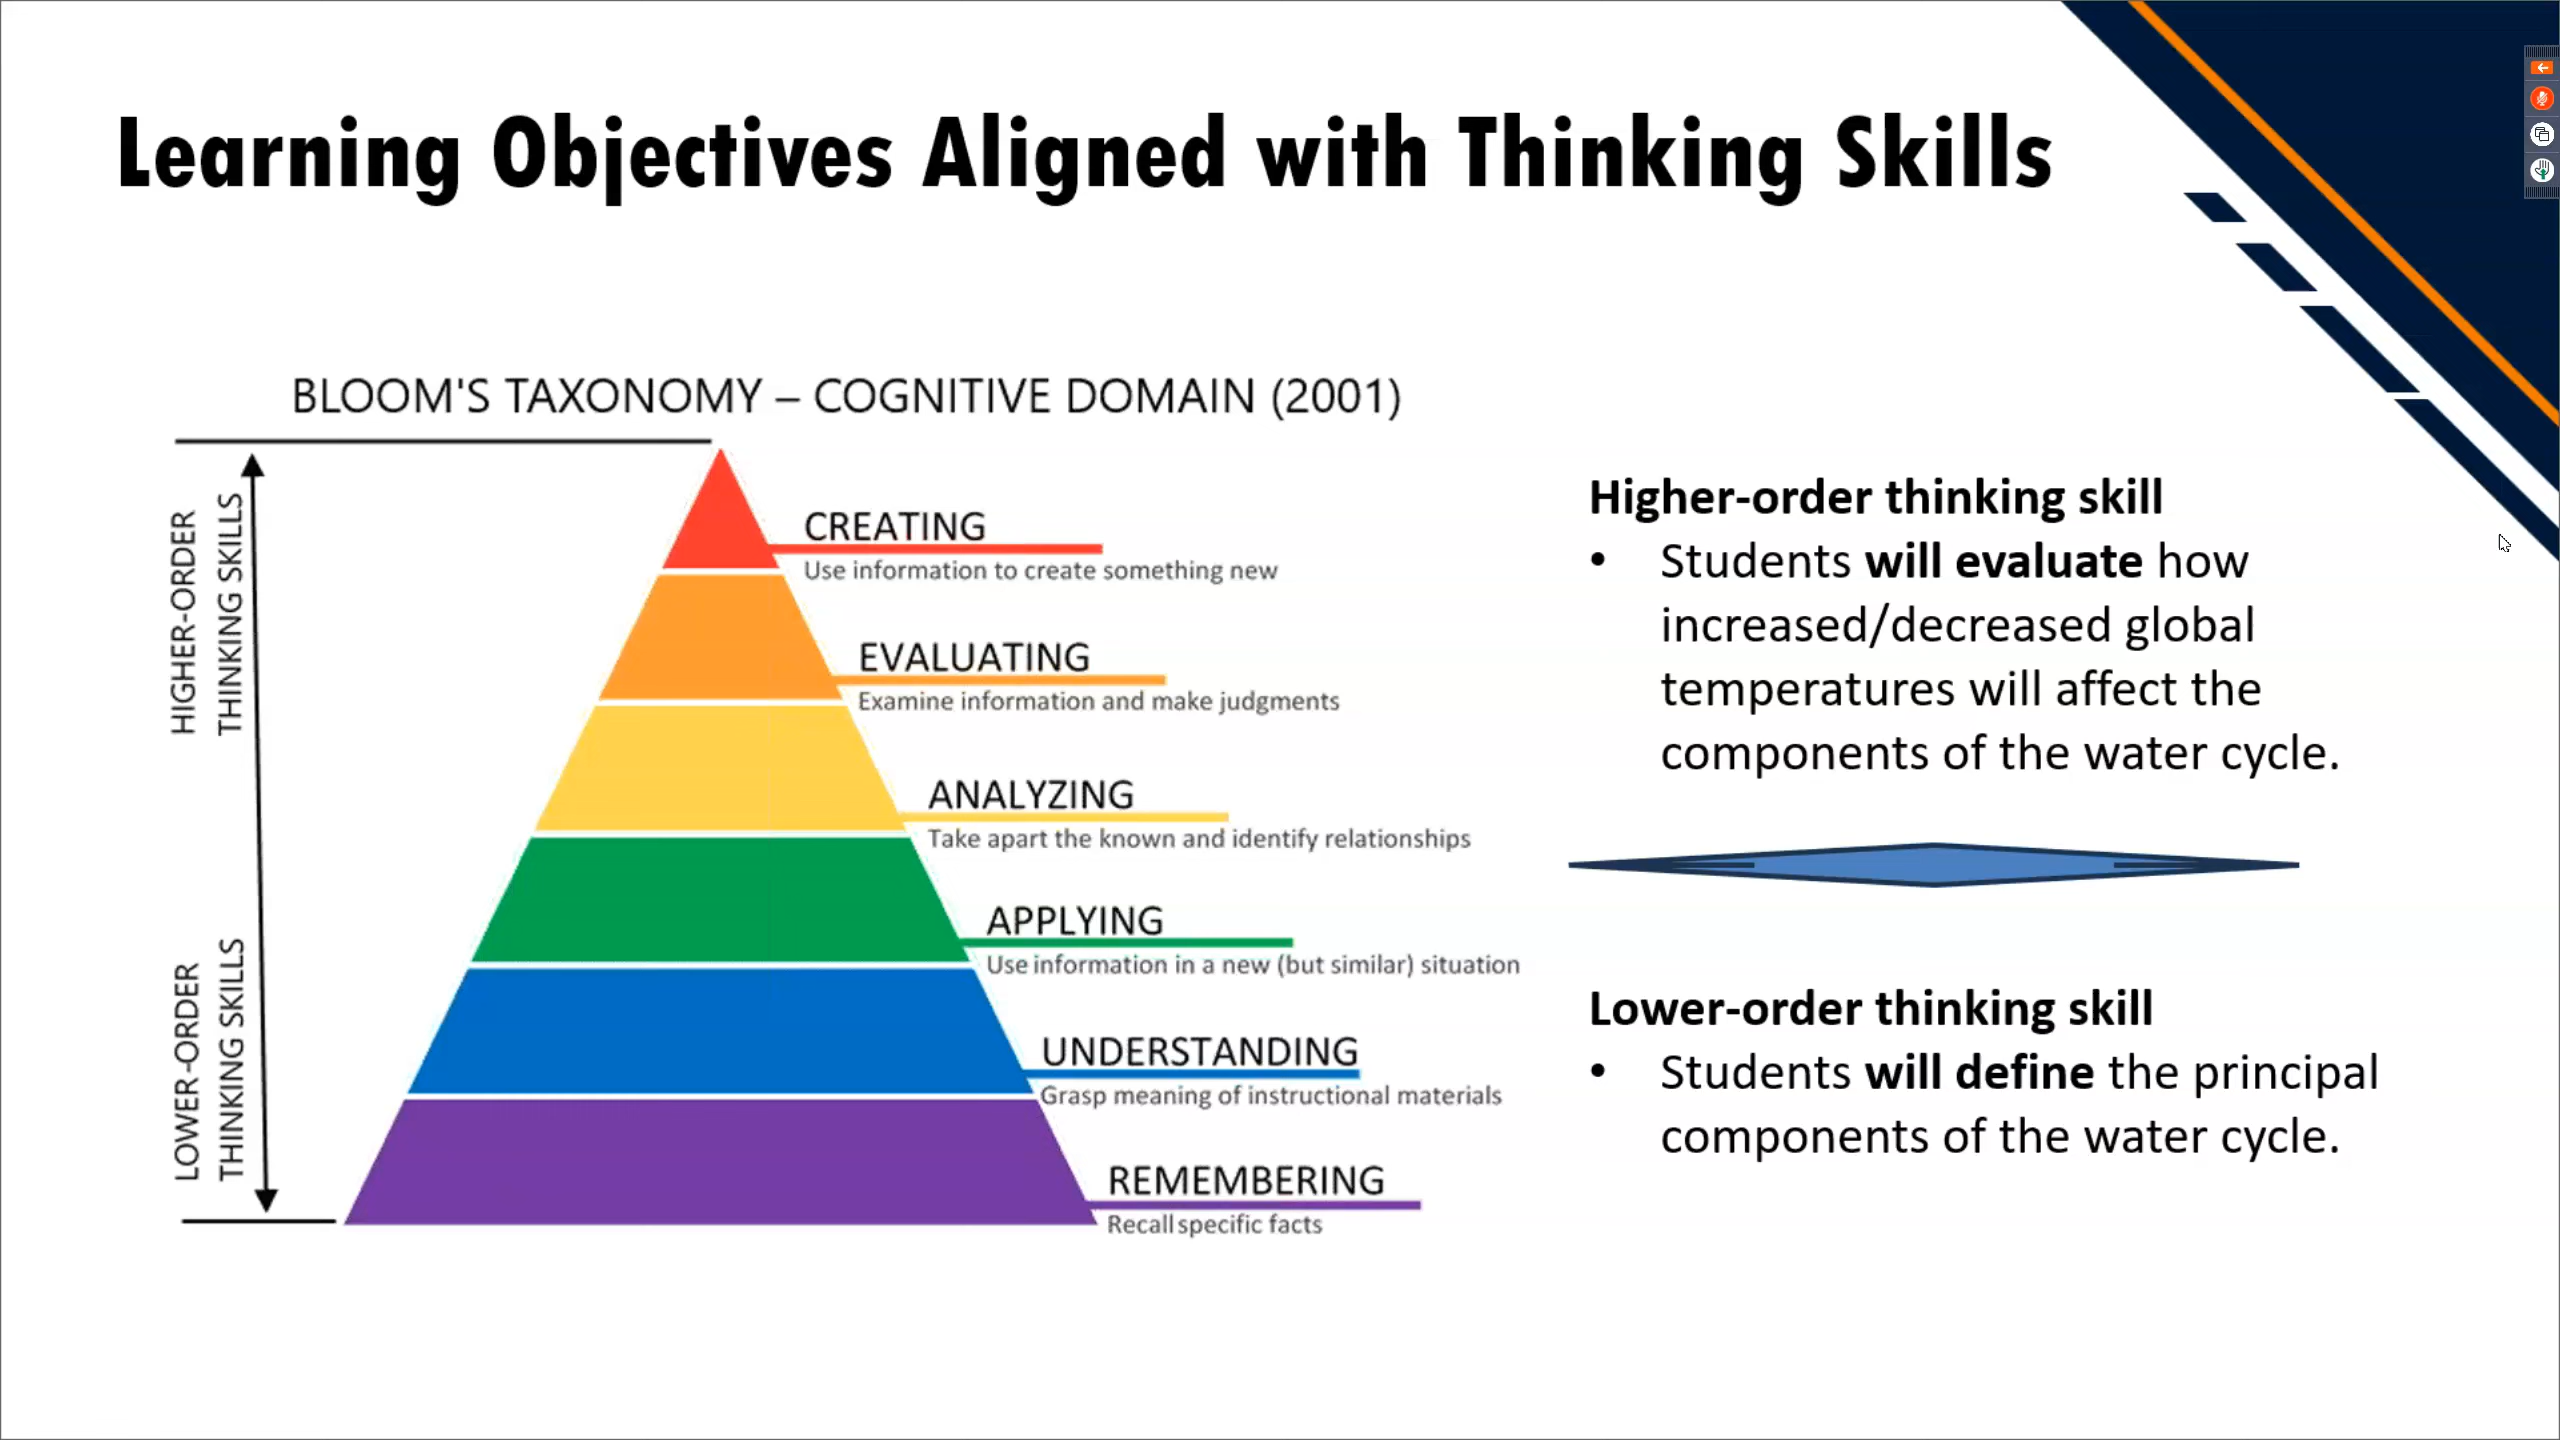 Learning Objectives Aligned with Thinking Skills
BLOOM'S TAXONOMY – COGNITIVE DOMAIN (2001)
HIGHER-ORDER
THINKING SKILLS
LOWER-ORDER
THINKING SKILLS
CREATING
Use information to create something new
EVALUATING
Examine information and make judgments
ANALYZING
Take apart the known and identify relationships
APPLYING
Use information in a new (but similar) situation
UNDERSTANDING
Grasp meaning of instructional materials
REMEMBERING
Recall specific facts
Higher-order thinking skill
• Students will evaluate how
increased/decreased global
temperatures will affect the
components of the water cycle.
Lower-order thinking skill
• Students will define the principal
components of the water cycle.